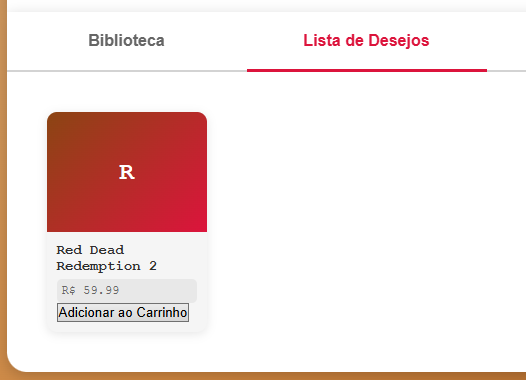 Biblioteca
Lista de Desejos
R
Red Dead
Redemption 2
R$ 59.99
Adicionar ao Carrinho